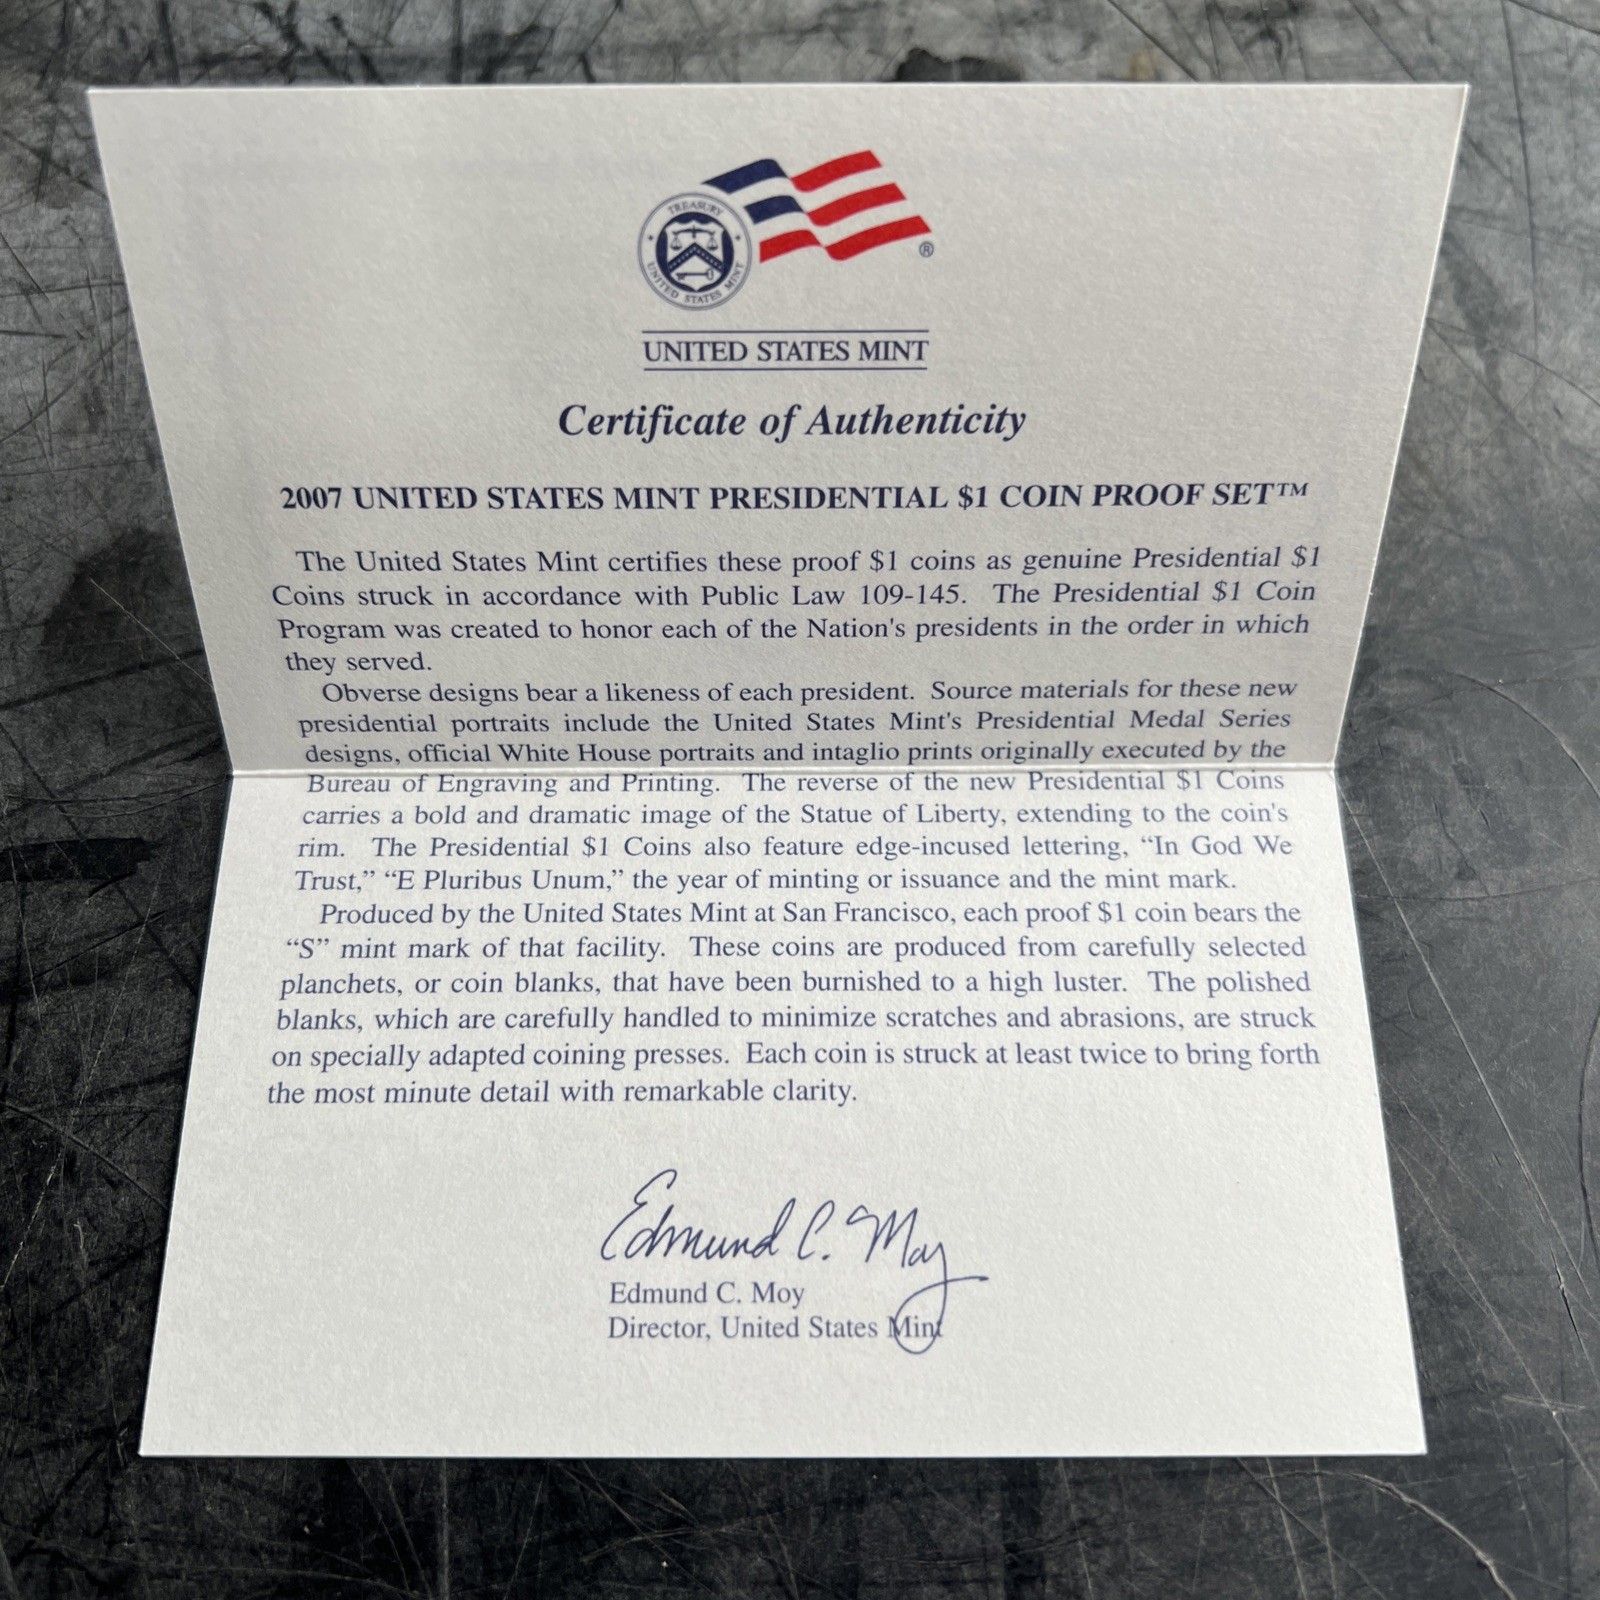 TREASURY
UNITED STATES MINT
®
UNITED STATES MINT
Certificate of Authenticity
2007 UNITED STATES MINT PRESIDENTIAL $1 COIN PROOF SET™
The United States Mint certifies these proof $1 coins as genuine Presidential $1
Coins struck in accordance with Public Law 109-145. The Presidential $1 Coin
Program was created to honor each of the Nation's presidents in the order in which
they served.
Obverse designs bear a likeness of each president. Source materials for these new
presidential portraits include the United States Mint's Presidential Medal Series
designs, official White House portraits and intaglio prints originally executed by the
Bureau of Engraving and Printing. The reverse of the new Presidential $1 Coins
carries a bold and dramatic image of the Statue of Liberty, extending to the coin's
rim. The Presidential $1 Coins also feature edge-incused lettering, “In God We
Trust,” “E Pluribus Unum,” the year of minting or issuance and the mint mark.
Produced by the United States Mint at San Francisco, each proof $1 coin bears the
“S” mint mark of that facility. These coins are produced from carefully selected
planchets, or coin blanks, that have been burnished to a high luster. The polished
blanks, which are carefully handled to minimize scratches and abrasions, are struck
on specially adapted coining presses. Each coin is struck at least twice to bring forth
the most minute detail with remarkable clarity.
Edmund C. Moy
Edmund C. Moy
Director, United States Mint